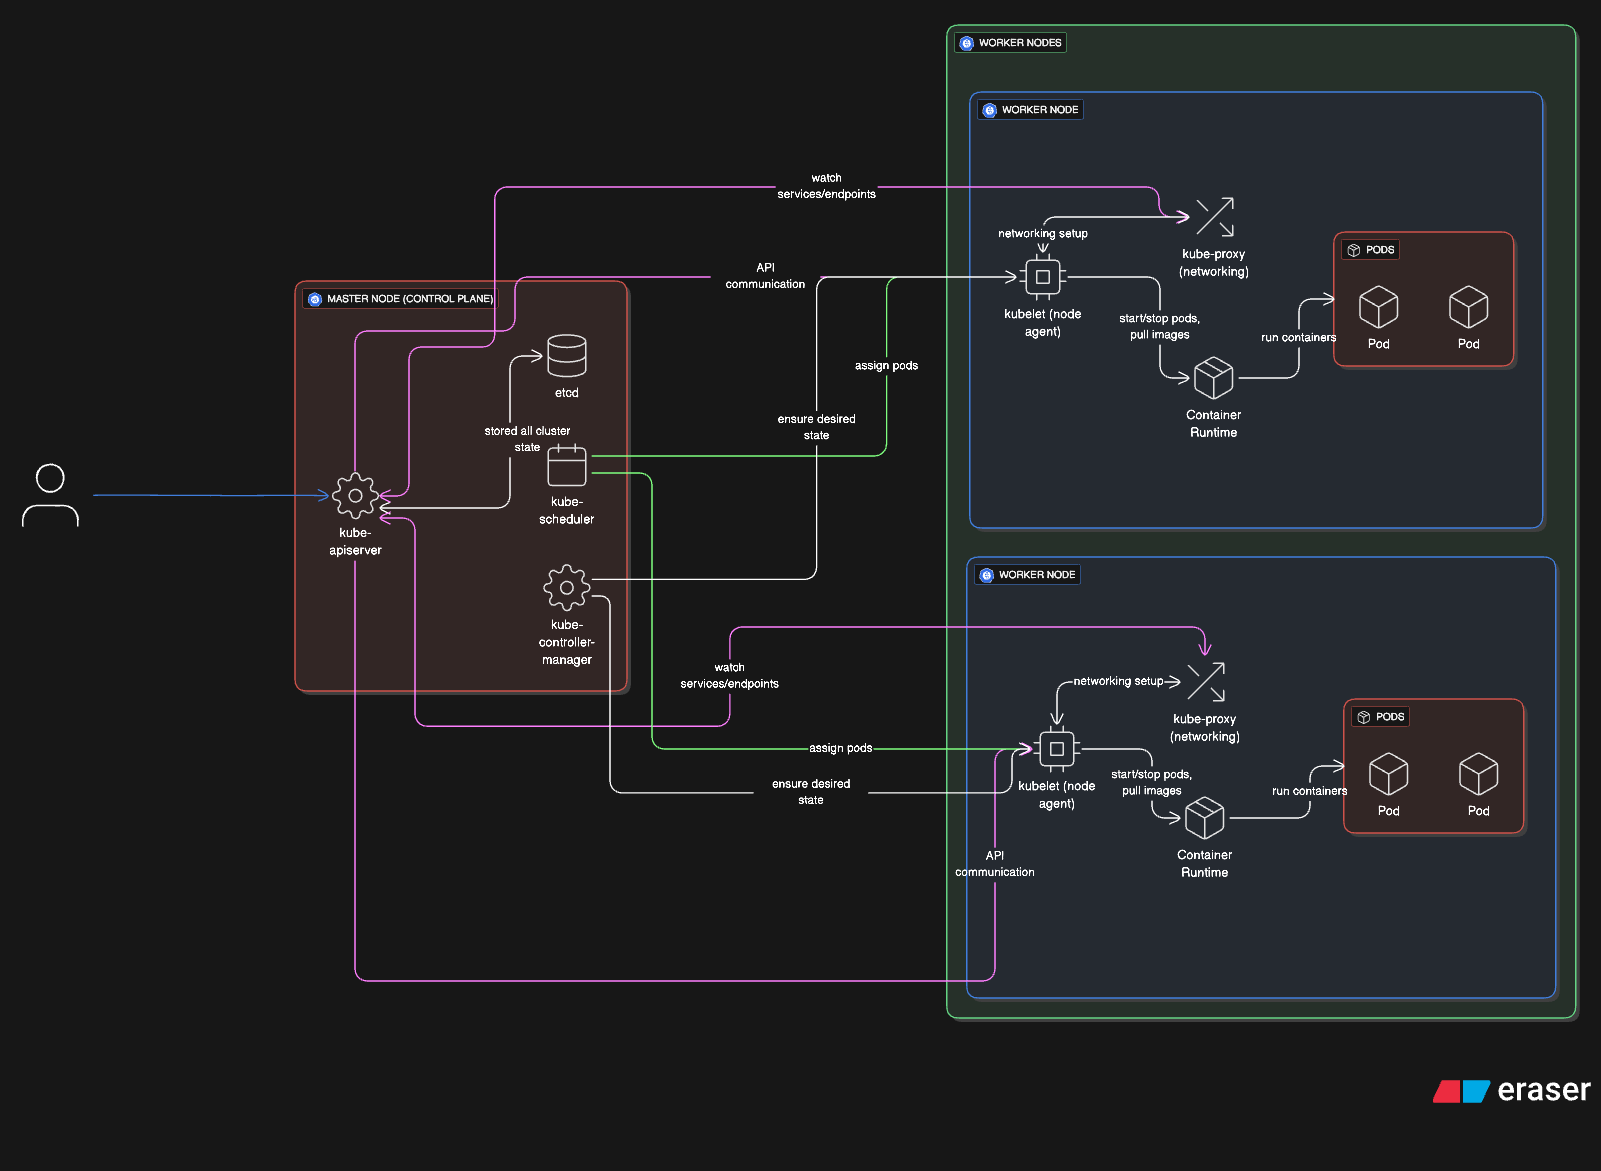 WORKER NODES
WORKER NODE
watch
services/endpoints
networking setup
kube-proxy
(networking)
PODS
API
communication
MASTER NODE (CONTROL PLANE)
kubelet (node
agent)
start/stop pods,
pull images
run containers
Pod
Pod
etcd
assign pods
Container
Runtime
ensure desired
state
stored all cluster
state
kube-
scheduler
kube-
apiserver
WORKER NODE
kube-
controller-
manager
watch
services/endpoints
networking setup
kube-proxy
(networking)
PODS
assign pods
kubelet (node
agent)
start/stop pods,
pull images
run containers
Pod
Pod
ensure desired
state
API
communication
Container
Runtime
eraser